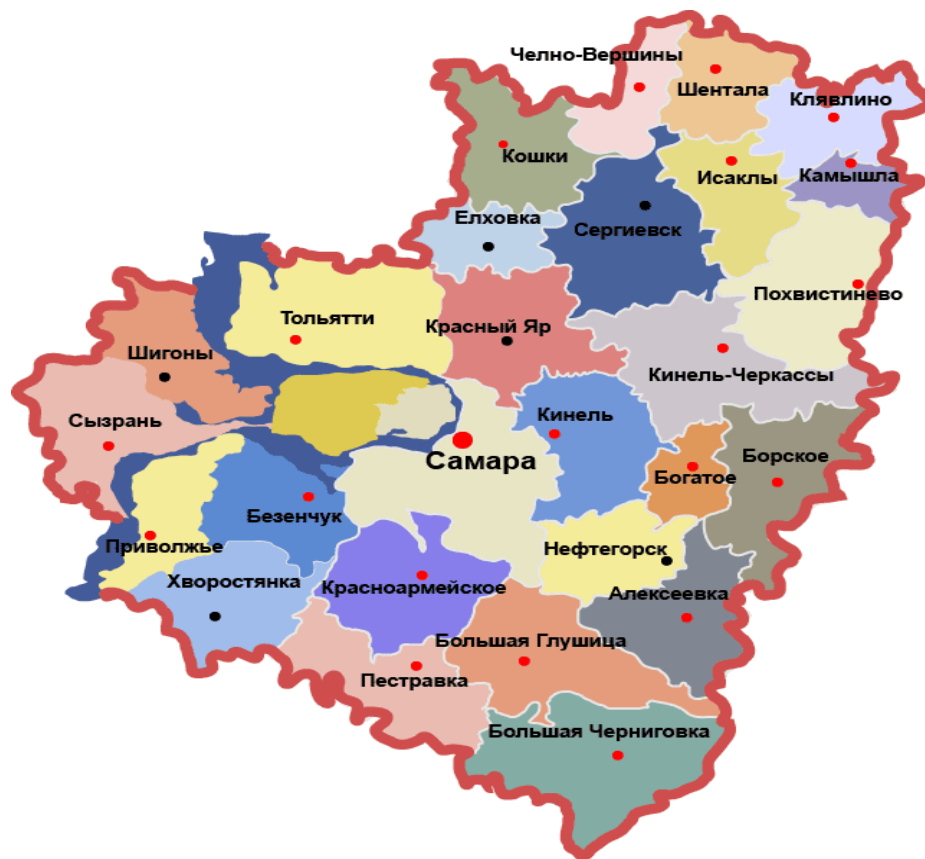 Челно-Вершины
Шентала
Клявлино
Кошки
Исаклы
Камышла
Елховка
Сергиевск
Похвистинево
Тольятти
Красный Яр
Шигоны
Кинель-Черкассы
Сызрань
Кинель
Самара
Борское
Богатое
Безенчук
Приволжье
Нефтегорск
Хворостянка
Красноармейское
Алексеевка
Большая Глушица
Пестравка
Большая Черниговка